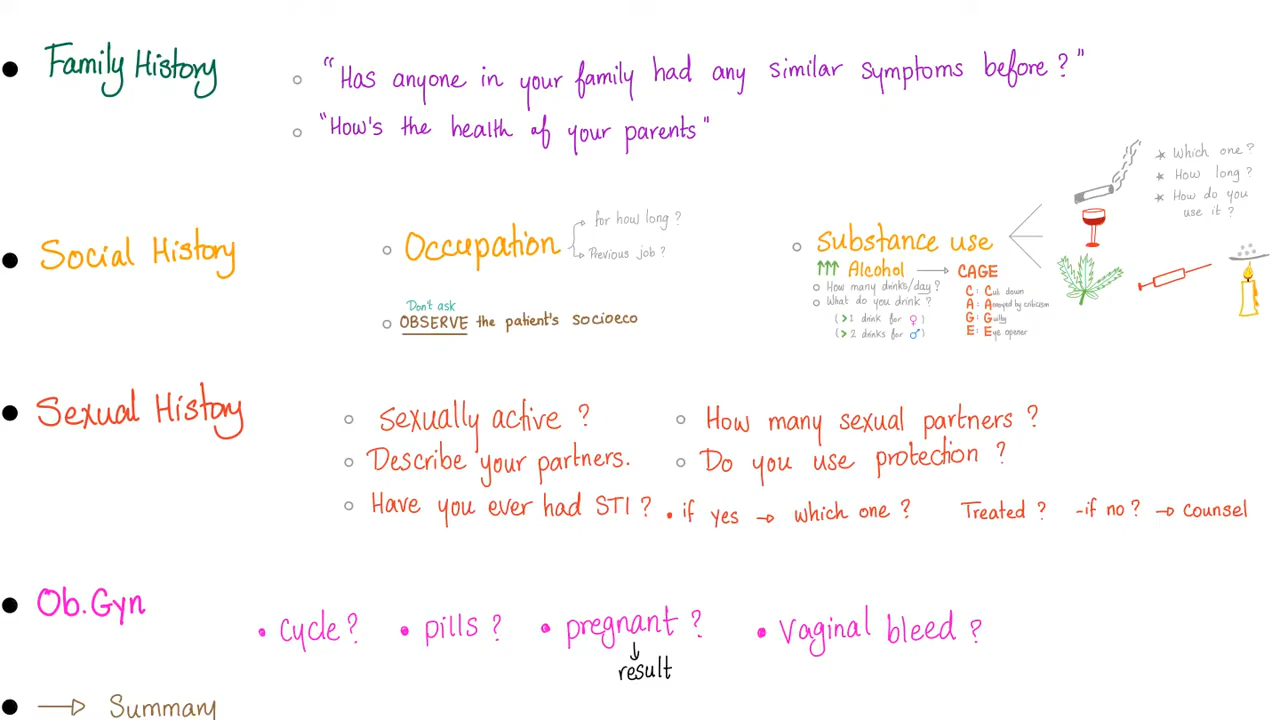 Family History
"Has anyone in your family had any similar symptoms before?"
"How's the health of your parents"
Social History
Occupation
for how long?
Previous job?
Don't ask
OBSERVE the patient's socioeco
Substance use
↑↑↑ Alcohol → CAGE
How many drinks/day?
What do you drink?
(>1 drink for ♀)
(>2 drinks for ♂)
C: Cut down
A: Annoyed by criticism
G: Guilty
E: Eye opener
* Which one?
* How long?
* How do you
use it?
Sexual History
Sexually active?
How many sexual partners?
Describe your partners.
Do you use protection?
Have you ever had STI? • if yes → which one? Treated? -if no? → counsel
Ob.Gyn
• Cycle? • pills? • pregnant? • Vaginal bleed?
↓
result
→ Summary